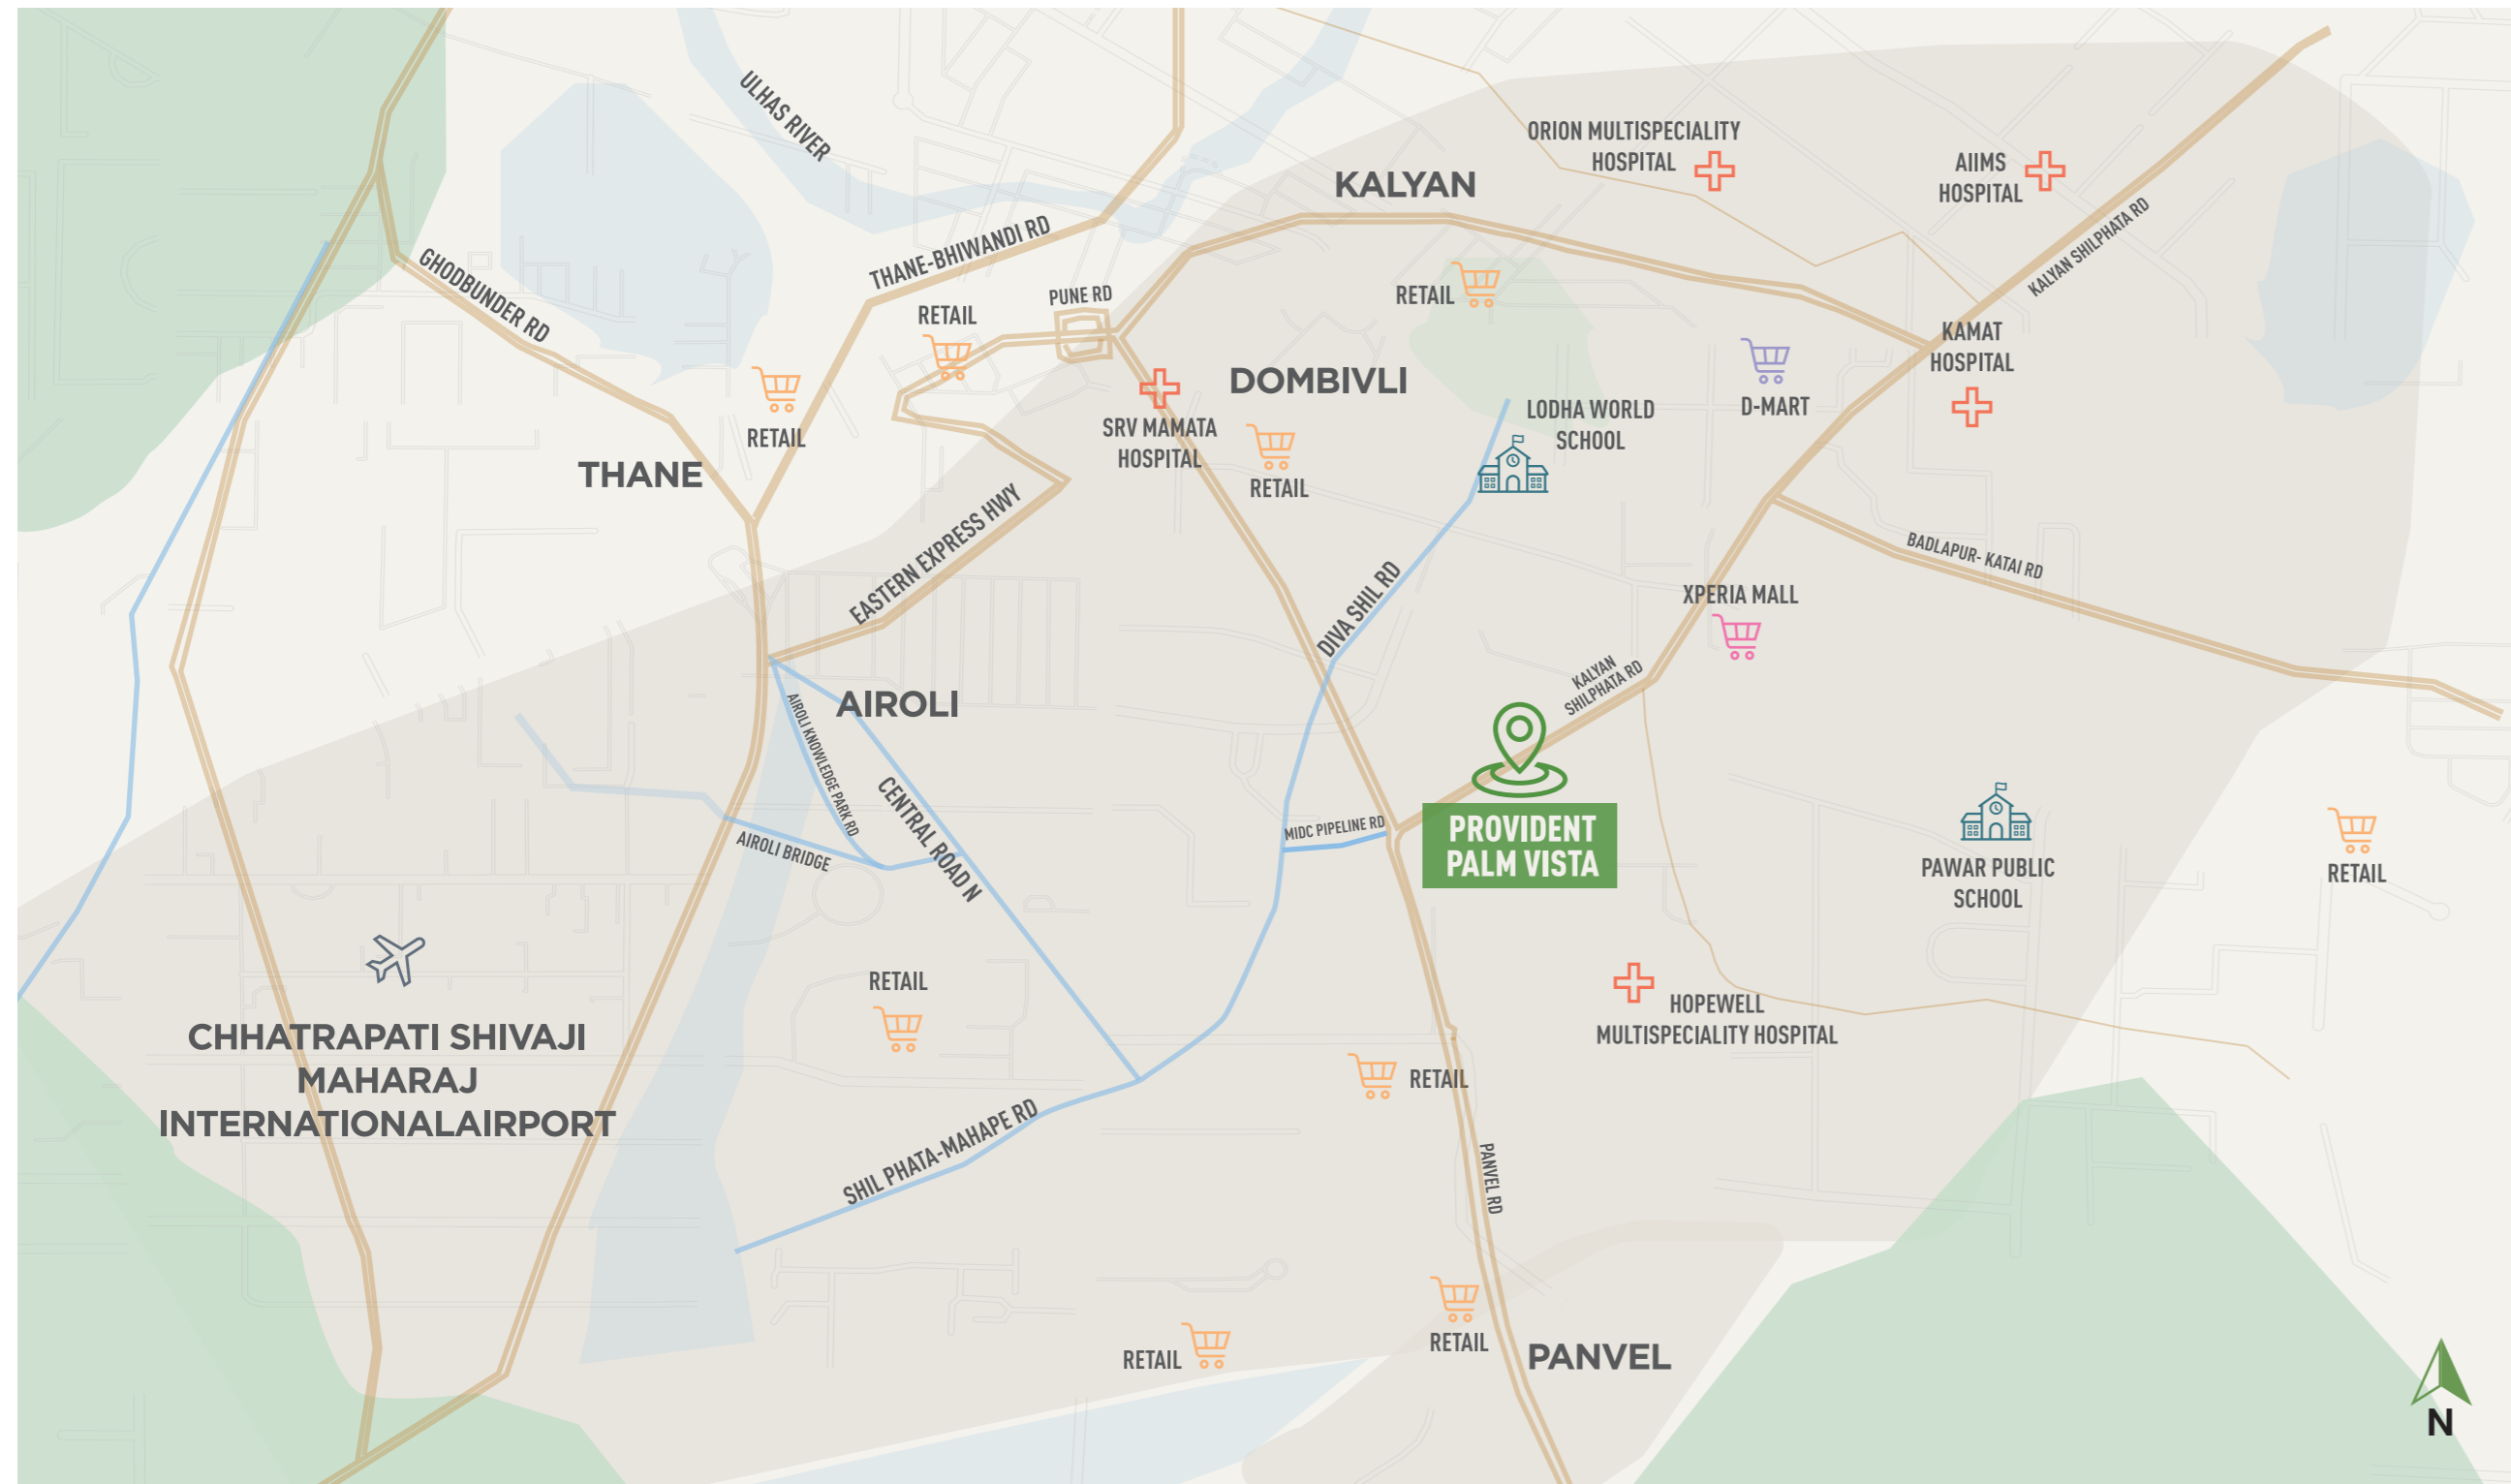 ULHAS RIVER
ORION MULTISPECIALITY
HOSPITAL
AIIMS
HOSPITAL
KALYAN
KALYAN SHILPHATA RD
THANE-BHIWANDI RD
GHODBUNDER RD
PUNE RD
RETAIL
RETAIL
KAMAT
HOSPITAL
DOMBIVLI
RETAIL
D-MART
LODHA WORLD
SCHOOL
SRV MAMATA
HOSPITAL
THANE
RETAIL
EASTERN EXPRESS HWY
BADLAPUR- KATAI RD
DIVA SHIL RD
XPERIA MALL
KALYAN
SHILPHATA RD
AIROLI
AIROLI KNOWLEDGE PARK RD
CENTRAL ROAD N
AIROLI BRIDGE
MIDC PIPELINE RD
PROVIDENT
PALM VISTA
PAWAR PUBLIC
SCHOOL
RETAIL
RETAIL
HOPEWELL
MULTISPECIALITY HOSPITAL
CHHATRAPATI SHIVAJI
MAHARAJ
INTERNATIONALAIRPORT
RETAIL
SHIL PHATA-MAHAPE RD
PANVEL RD
RETAIL
RETAIL
PANVEL
N